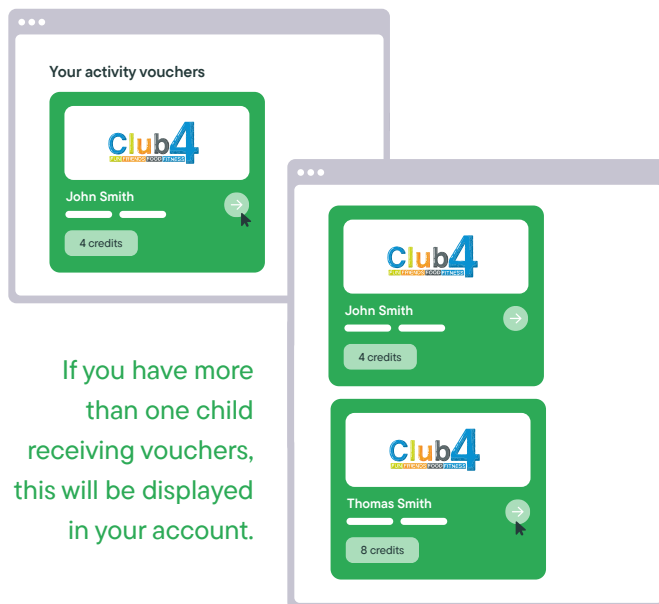 Your activity vouchers
Club4
FUN FRIENDS FOOD FITNESS
John Smith
4 credits
Club4
FUN FRIENDS FOOD FITNESS
John Smith
4 credits
Club4
FUN FRIENDS FOOD FITNESS
Thomas Smith
8 credits
If you have more
than one child
receiving vouchers,
this will be displayed
in your account.